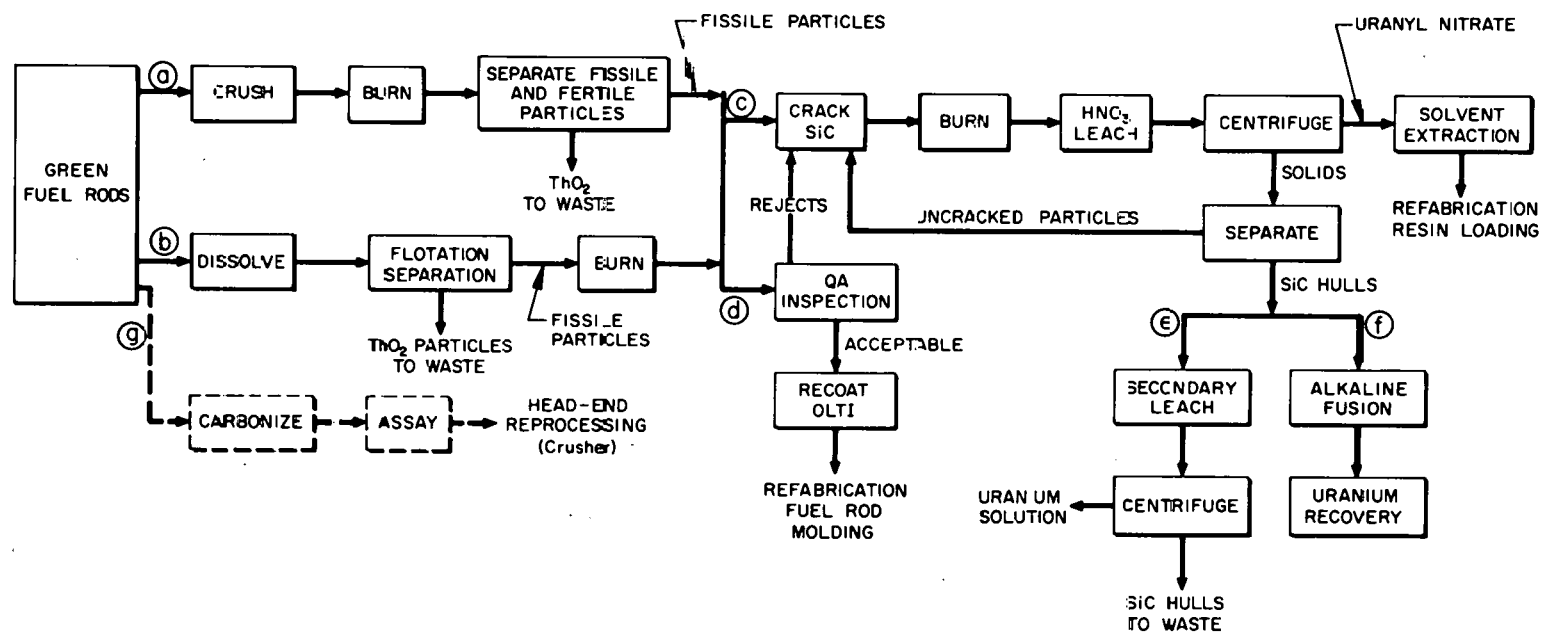 FISSILE PARTICLES
URANYL NITRATE
GREEN
FUEL RODS
a
CRUSH
BURN
SEPARATE FISSILE
AND FERTILE
PARTICLES
ThO2
TO WASTE
c
CRACK
SiC
BURN
HNO3
LEACH
CENTRIFUGE
SOLVENT
EXTRACTION
REFABRICATION
RESIN LOADING
SOLIDS
SEPARATE
UNCRACKED PARTICLES
REJECTS
b
DISSOLVE
FLOTATION
SEPARATION
BURN
FISSILE
PARTICLES
ThO2 PARTICLES
TO WASTE
d
QA
INSPECTION
ACCEPTABLE
RECOAT
OLTI
REFABRICATION
FUEL ROD
MOLDING
g
CARBONIZE
ASSAY
HEAD-END
REPROCESSING
(Crusher)
SiC HULLS
e
f
SECONDARY
LEACH
ALKALINE
FUSION
CENTRIFUGE
URANIUM
SOLUTION
URANIUM
RECOVERY
SiC HULLS
TO WASTE